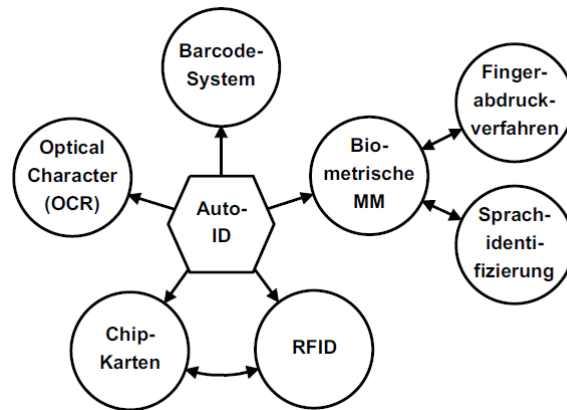 Barcode-
System
Finger-
abdruck-
verfahren
Optical
Character
(OCR)
Bio-
metrische
MM
Auto-
ID
Sprach-
identi-
fizierung
Chip-
Karten
RFID